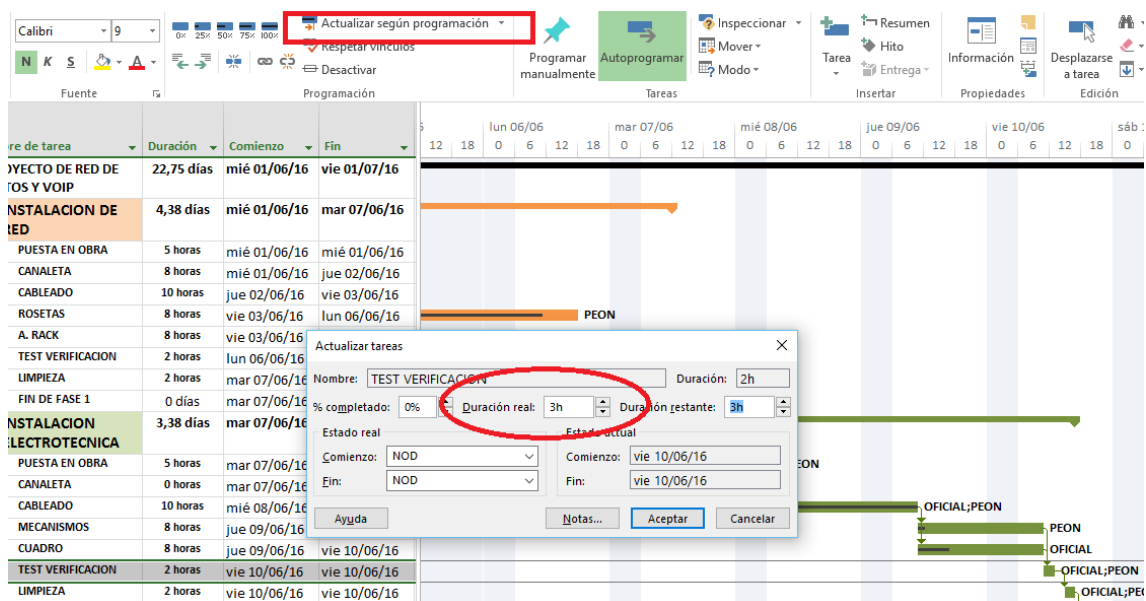 Calibri 9
0× 25× 50× 75× 100×
Actualizar según programación
Respetar vínculos
Desactivar
N K S A
Programar manualmente
Autoprogramar
Inspeccionar
Mover
Modo
Tarea
Resumen
Hito
Entrega
Información
Desplazarse a tarea
Fuente Programación Tareas Insertar Propiedades Edición
lun 06/06 mar 07/06 mié 08/06 jue 09/06 vie 10/06 sáb
re de tarea Duración Comienzo Fin 12 18 0 6 12 18 0 6 12 18 0 6 12 18 0 6 12 18 0 6 12 18 0
OYECTO DE RED DE 22,75 días mié 01/06/16 vie 01/07/16
TOS Y VOIP
NSTALACION DE 4,38 días mié 01/06/16 mar 07/06/16
RED
PUESTA EN OBRA 5 horas mié 01/06/16 mié 01/06/16
CANALETA 8 horas mié 01/06/16 jue 02/06/16
CABLEADO 10 horas jue 02/06/16 vie 03/06/16
ROSETAS 8 horas vie 03/06/16 lun 06/06/16 PEON
A. RACK 8 horas vie 03/06/16
TEST VERIFICACION 2 horas lun 06/06/16
LIMPIEZA 2 horas mar 07/06/16
FIN DE FASE 1 0 días mar 07/06/16
NSTALACION 3,38 días mar 07/06/16
ELECTROTECNICA
PUESTA EN OBRA 5 horas mar 07/06/16 EON
CANALETA 0 horas mar 07/06/16
CABLEADO 10 horas mié 08/06/16 OFICIAL;PEON
MECANISMOS 8 horas jue 09/06/16 PEON
CUADRO 8 horas jue 09/06/16 vie 10/06/16 OFICIAL
TEST VERIFICACION 2 horas vie 10/06/16 vie 10/06/16 OFICIAL;PEON
LIMPIEZA 2 horas vie 10/06/16 vie 10/06/16 OFICIAL;PEO
Actualizar tareas
Nombre: TEST VERIFICACION Duración: 2h
% completado: 0% Duración real: 3h Duración restante: 3h
Estado real Estado actual
Comienzo: NOD Comienzo: vie 10/06/16
Fin: NOD Fin: vie 10/06/16
Ayuda Notas... Aceptar Cancelar